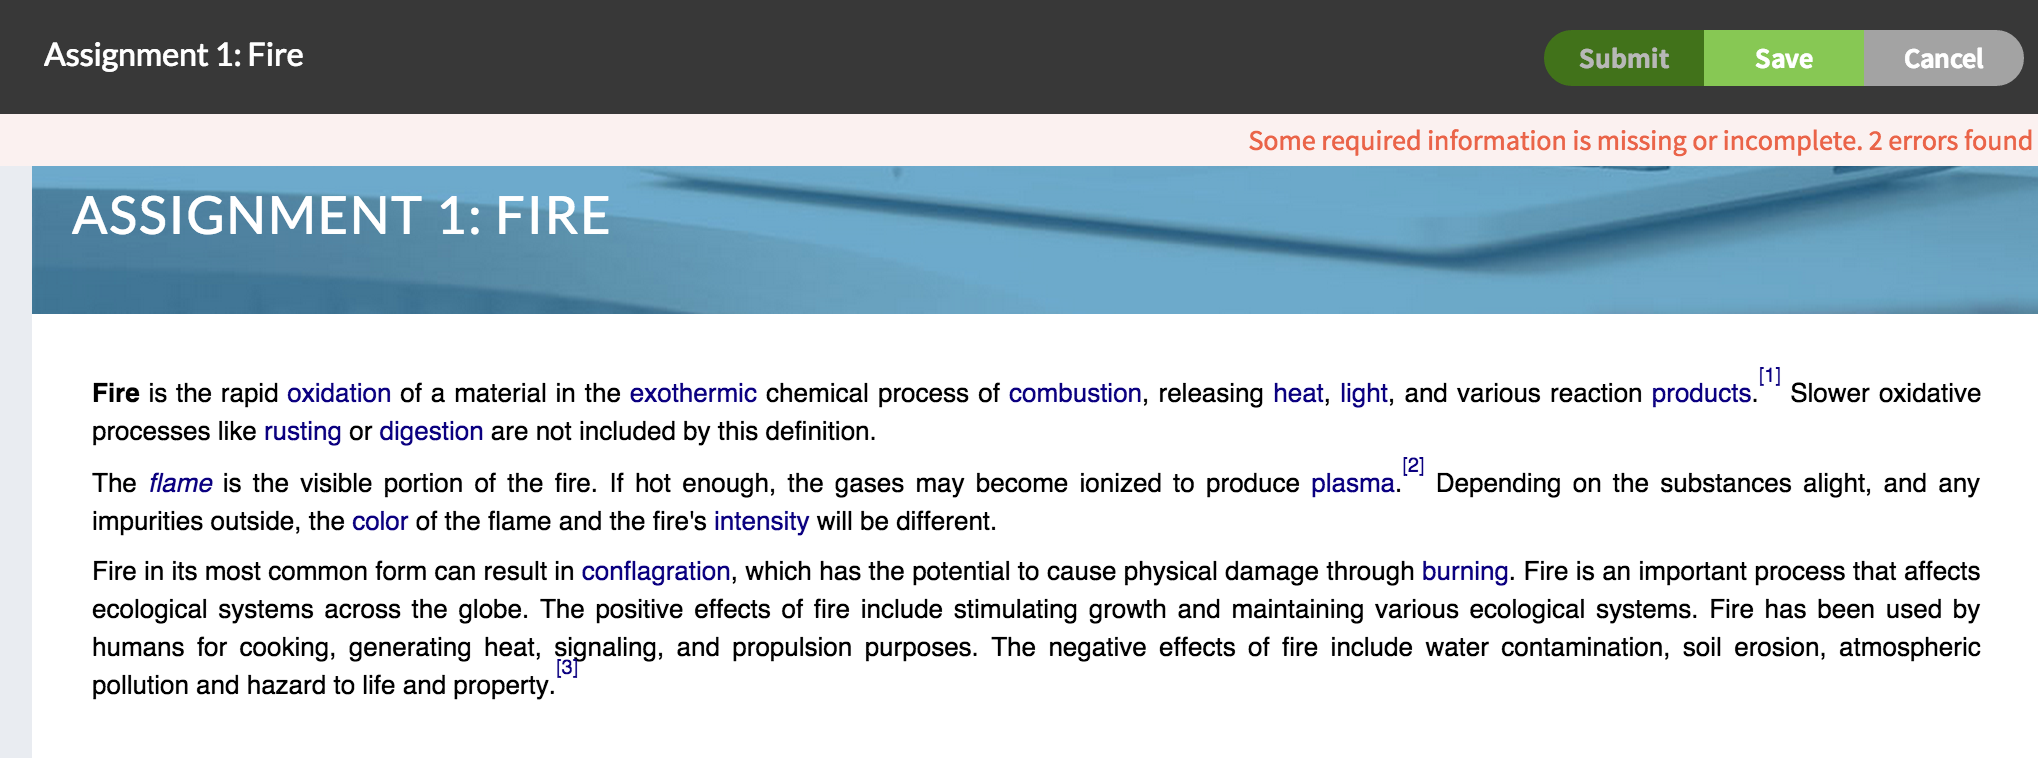 Assignment 1: Fire
Submit Save Cancel
Some required information is missing or incomplete. 2 errors found
ASSIGNMENT 1: FIRE
Fire is the rapid oxidation of a material in the exothermic chemical process of combustion, releasing heat, light, and various reaction products.[1] Slower oxidative
processes like rusting or digestion are not included by this definition.
The flame is the visible portion of the fire. If hot enough, the gases may become ionized to produce plasma.[2] Depending on the substances alight, and any
impurities outside, the color of the flame and the fire's intensity will be different.
Fire in its most common form can result in conflagration, which has the potential to cause physical damage through burning. Fire is an important process that affects
ecological systems across the globe. The positive effects of fire include stimulating growth and maintaining various ecological systems. Fire has been used by
humans for cooking, generating heat, signaling, and propulsion purposes. The negative effects of fire include water contamination, soil erosion, atmospheric
pollution and hazard to life and property.[3]